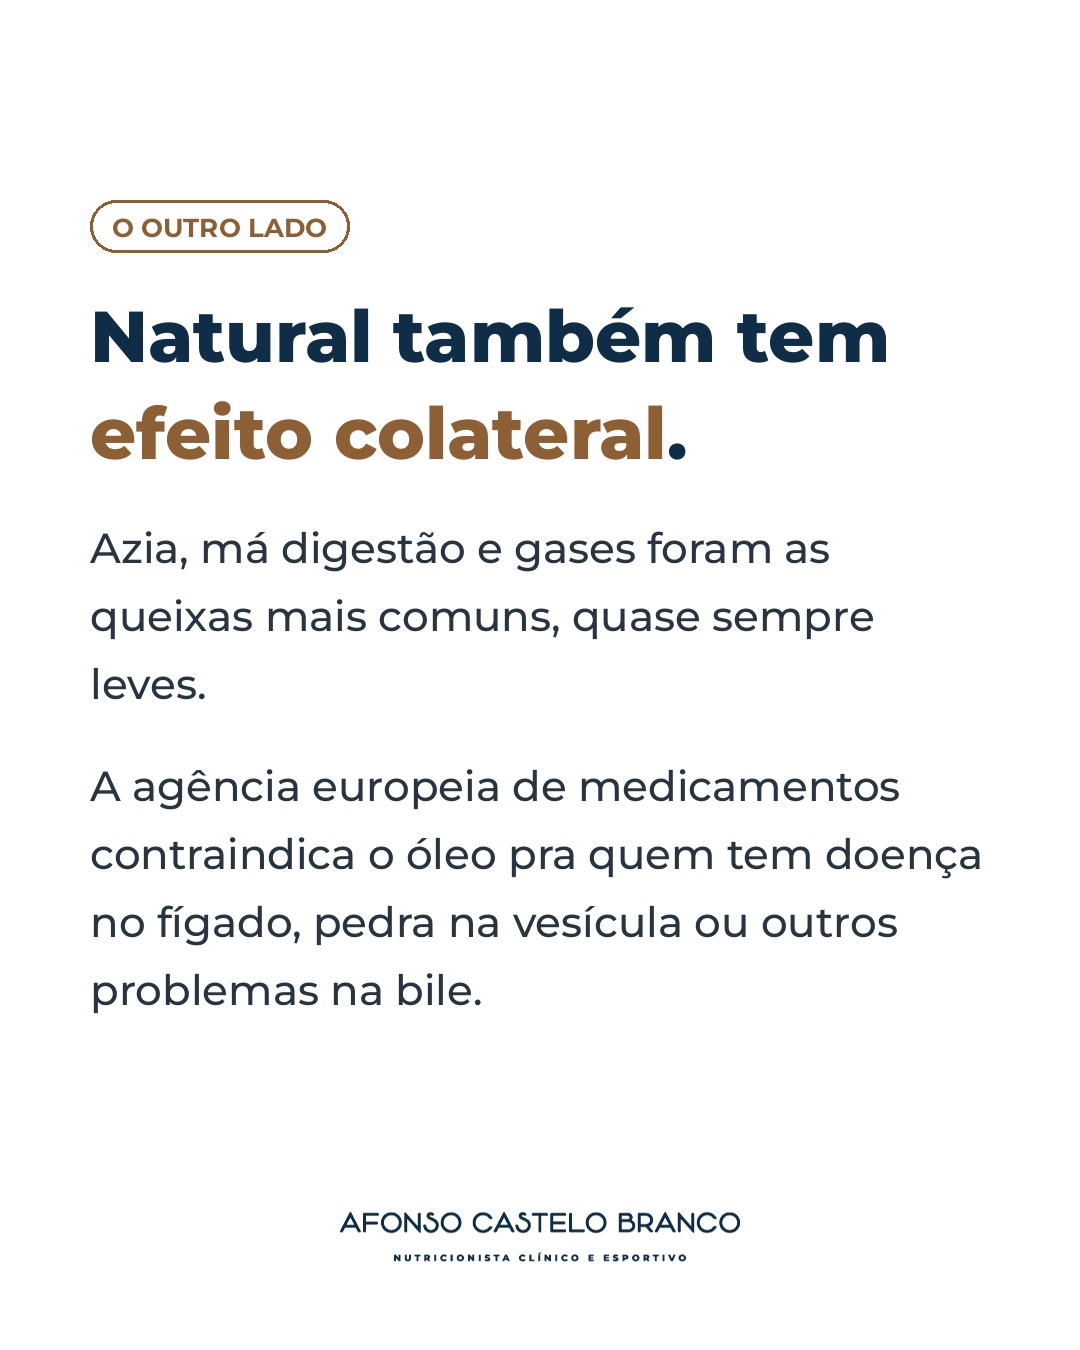 O OUTRO LADO
Natural também tem
efeito colateral.
Azia, má digestão e gases foram as
queixas mais comuns, quase sempre
leves.
A agência europeia de medicamentos
contraindica o óleo pra quem tem doença
no fígado, pedra na vesícula ou outros
problemas na bile.
AFONSO CASTELO BRANCO
NUTRICIONISTA CLÍNICO E ESPORTIVO